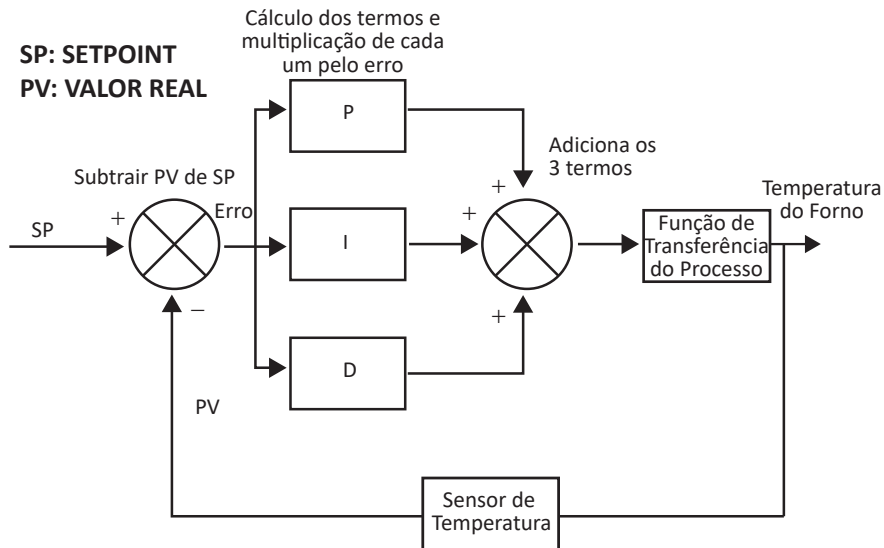 Cálculo dos termos e
multiplicação de cada
um pelo erro
SP: SETPOINT
PV: VALOR REAL
P
Adiciona os
3 termos
Subtrair PV de SP
Temperatura
do Forno
+
Erro
+
+
SP
I
Função de
Transferência
do Processo
−
+
D
PV
Sensor de
Temperatura